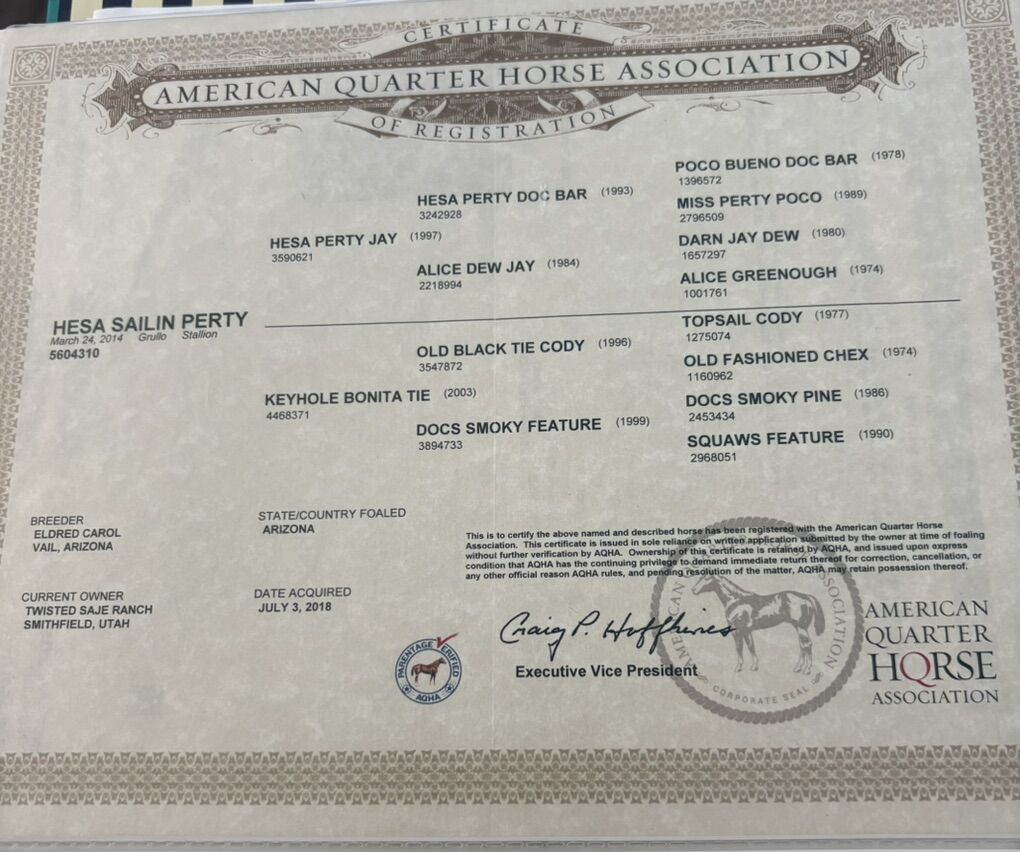 CERTIFICATE
AMERICAN QUARTER HORSE ASSOCIATION
OF REGISTRATION
POCO BUENO DOC BAR (1978)
1396572
HESA PERTY DOC BAR (1993)
3242928
MISS PERTY POCO (1989)
2796509
HESA PERTY JAY (1997)
3590621
DARN JAY DEW (1980)
1657297
ALICE DEW JAY (1984)
2218994
ALICE GREENOUGH (1974)
1001761
HESA SAILIN PERTY
March 24, 2014 Grullo Stallion
5604310
TOPSAIL CODY (1977)
1275074
OLD BLACK TIE CODY (1996)
3547872
OLD FASHIONED CHEX (1974)
1160962
KEYHOLE BONITA TIE (2003)
4468371
DOCS SMOKY PINE (1986)
2453434
DOCS SMOKY FEATURE (1999)
3894733
SQUAWS FEATURE (1990)
2968051
BREEDER
ELDRED CAROL
VAIL, ARIZONA
STATE/COUNTRY FOALED
ARIZONA
CURRENT OWNER
TWISTED SAJE RANCH
SMITHFIELD, UTAH
DATE ACQUIRED
JULY 3, 2018
This is to certify the above named and described horse has been registered with the American Quarter Horse
Association. This certificate is issued in sole reliance on written application submitted by the owner at time of foaling
without further verification by AQHA. Ownership of this certificate is retained by AQHA, and issued upon express
condition that AQHA has the continuing privilege to demand immediate return thereof for correction, cancellation, or
any other official reason AQHA rules, and pending resolution of the matter, AQHA may retain possession thereof.
Craig P. Huffhines
Executive Vice President
PARENTAGE VERIFIED
AQHA
AMERICAN QUARTER HORSE ASSOCIATION
CORPORATE SEAL
AMERICAN
QUARTER
HORSE
ASSOCIATION